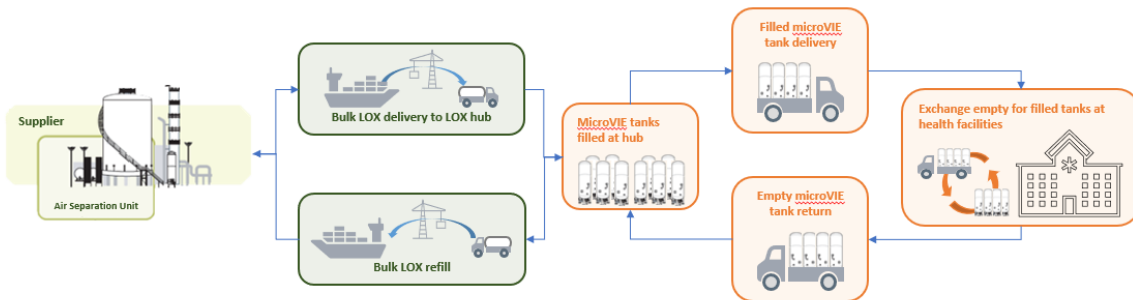 Supplier
Air Separation Unit
Bulk LOX delivery to LOX hub
Bulk LOX refill
MicroVIE tanks
filled at hub
Filled microVIE
tank delivery
Empty microVIE
tank return
Exchange empty for filled tanks at
health facilities